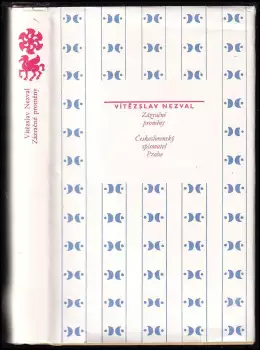 Vítězslav Nezval
Zázračné proměny
VÍTĚZSLAV NEZVAL
Zázračné
proměny
Československý
spisovatel
Praha